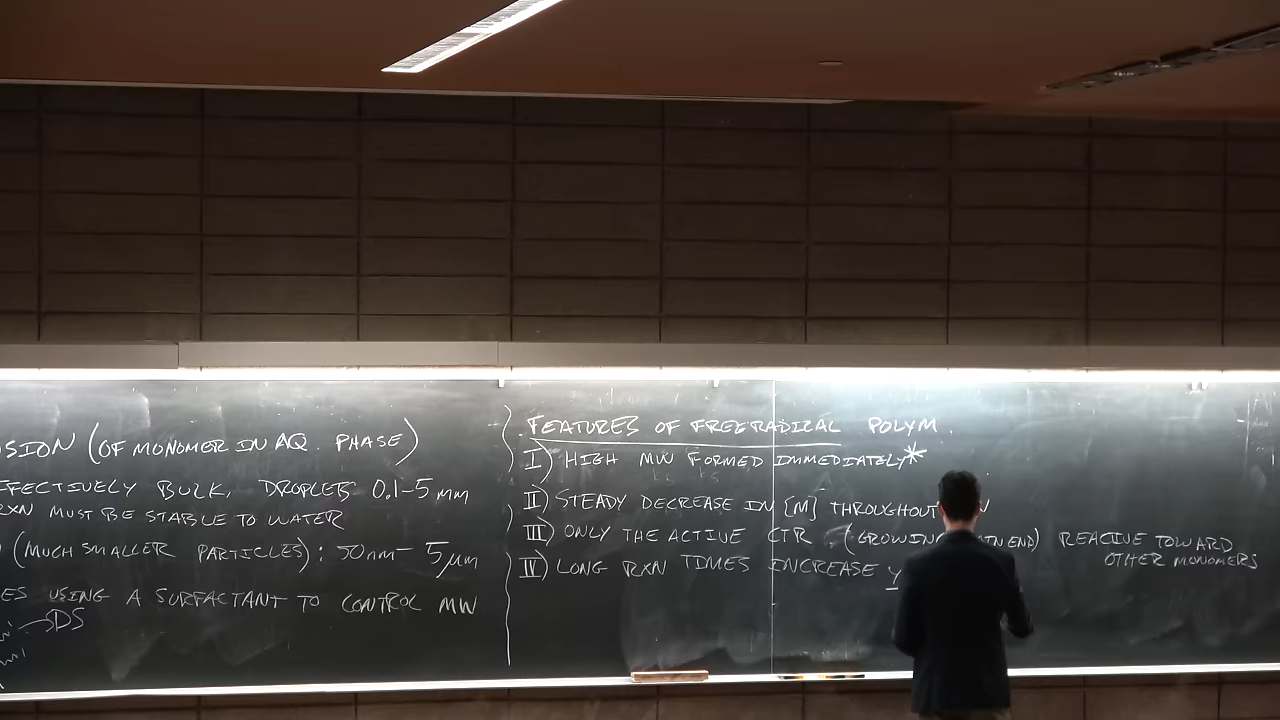 SION (OF MONOMER IN AQ. PHASE)
FFECTIVELY BULK, DROPLETS 0.1-5mm
RXN MUST BE STABLE TO WATER
(MUCH SMALLER PARTICLES): 50nm- 5µm
ES USING A SURFACTANT TO CONTROL MW
SDS
FEATURES OF FREERADICAL POLYM.
I) HIGH MW FORMED IMMEDIATELY*
II) STEADY DECREASE IN [M] THROUGHOUT
III) ONLY THE ACTIVE CTR. (GROWING END) REACTIVE TOWARD
OTHER MONOMERS
IV) LONG RXN TIMES INCREASE